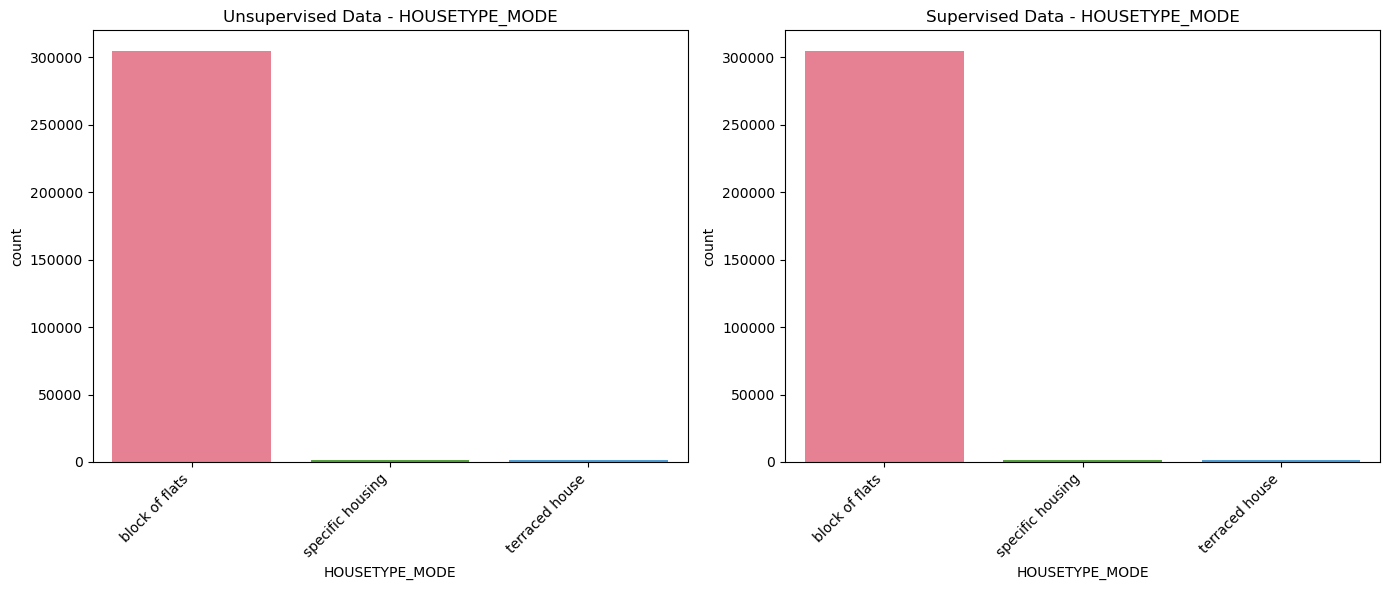 Unsupervised Data - HOUSETYPE_MODE
300000
250000
200000
150000
100000
50000
0
count
block of flats
specific housing
terraced house
HOUSETYPE_MODE
Supervised Data - HOUSETYPE_MODE
300000
250000
200000
150000
100000
50000
0
count
block of flats
specific housing
terraced house
HOUSETYPE_MODE